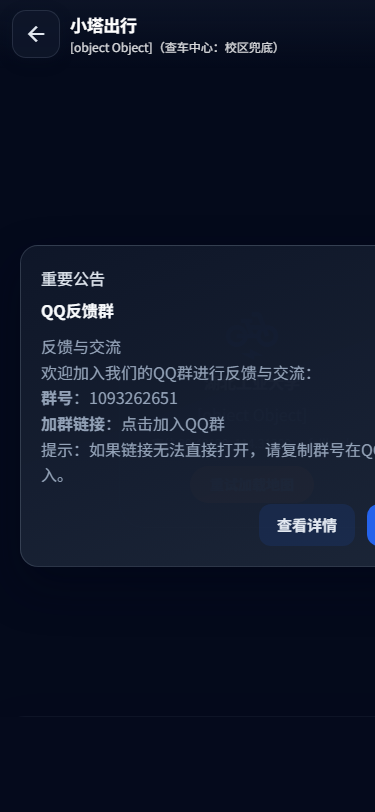 小塔出行
[object Object]（查车中心：校区兜底）
重要公告
QQ反馈群
反馈与交流
欢迎加入我们的QQ群进行反馈与交流：
群号：1093262651
加群链接：点击加入QQ群
提示：如果链接无法直接打开，请复制群号在Q
入。
查看详情